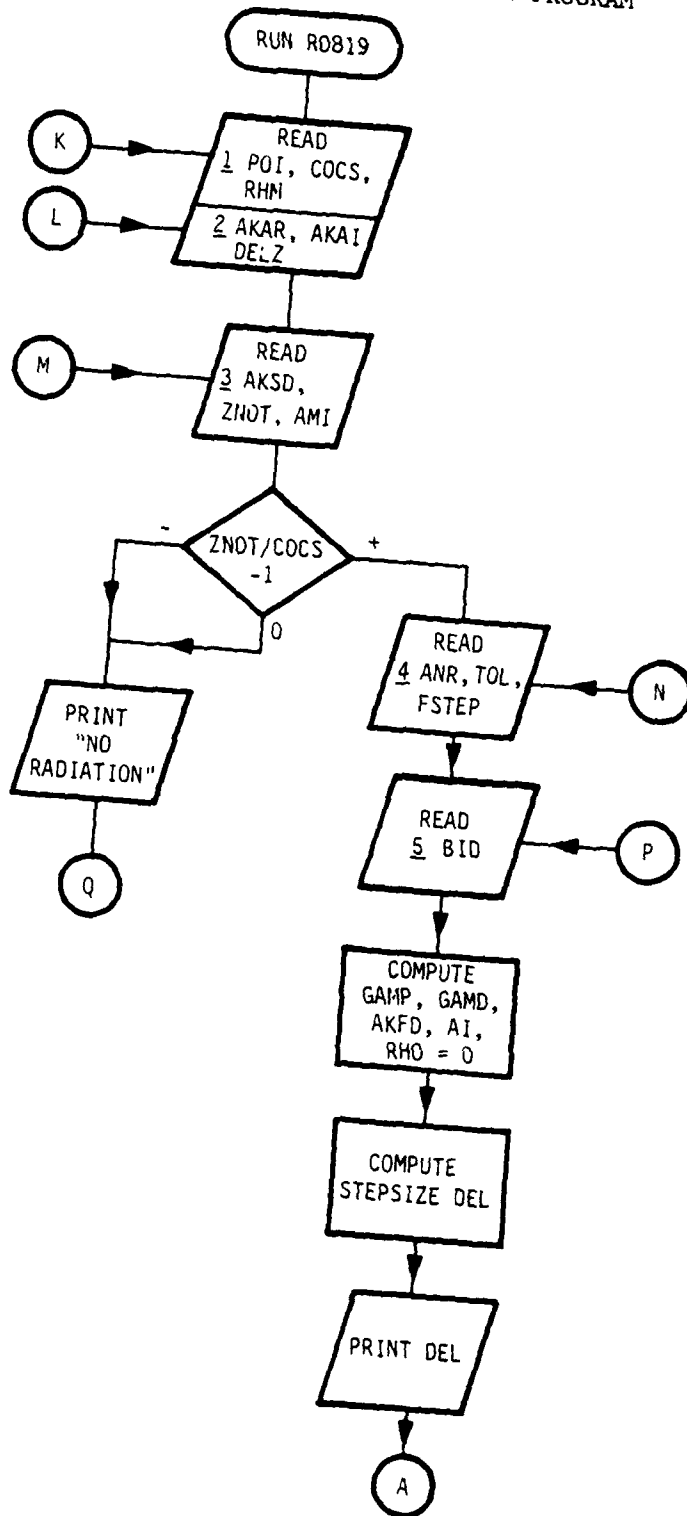 PROGRAM
RUN R0819
K
READ
1 POI, COCS,
RHM
L
2 AKAR, AKAI
DELZ
M
READ
3 AKSD,
ZNOT, AMI
-
ZNOT/COCS
-1
+
0
READ
4 ANR, TOL,
FSTEP
N
PRINT
"NO
RADIATION"
READ
5 BID
P
Q
COMPUTE
GAMP, GAMD,
AKFD, AI,
RHO = 0
COMPUTE
STEPSIZE DEL
PRINT DEL
A